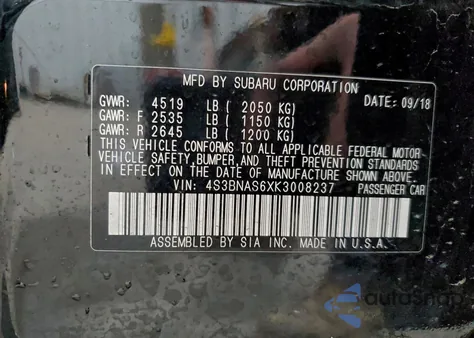 MFD BY SUBARU CORPORATION
GVWR: 4519 LB ( 2050 KG) DATE: 09/18
GAWR: F 2535 LB ( 1150 KG)
GAWR: R 2645 LB ( 1200 KG)
THIS VEHICLE CONFORMS TO ALL APPLICABLE FEDERAL MOTOR
VEHICLE SAFETY, BUMPER, AND THEFT PREVENTION STANDARDS
IN EFFECT ON THE DATE OF MANUFACTURE SHOWN ABOVE.
VIN: 4S3BNAS6XK3008237 PASSENGER CAR
ASSEMBLED BY SIA INC. MADE IN U.S.A.
autoSnap